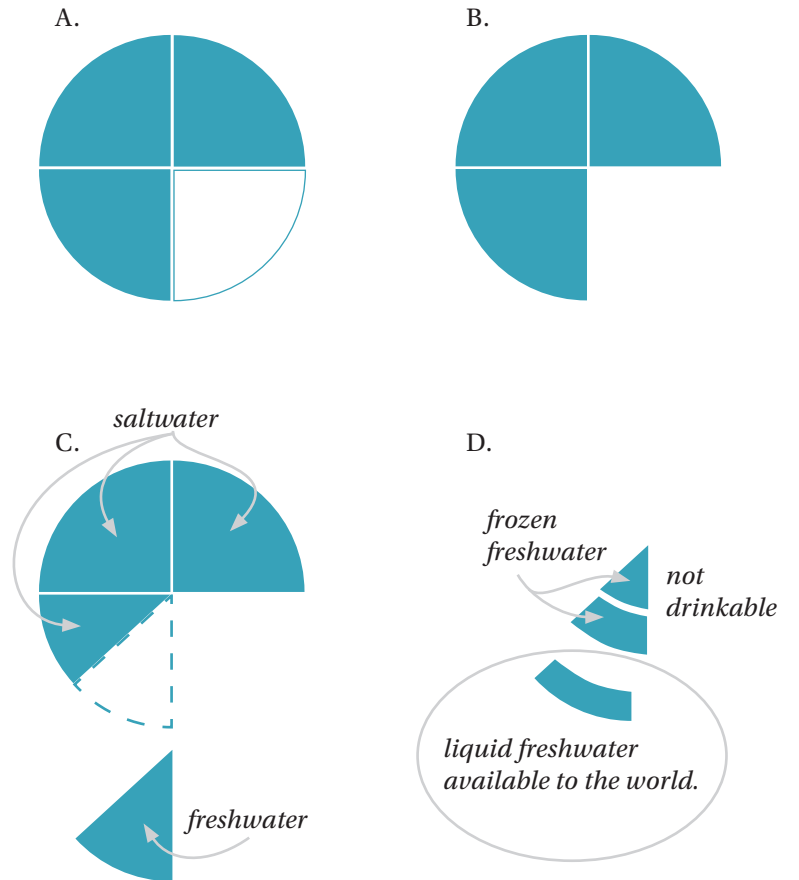 A.
B.
saltwater
C.
D.
frozen
freshwater
not
drinkable
liquid freshwater
available to the world.
freshwater